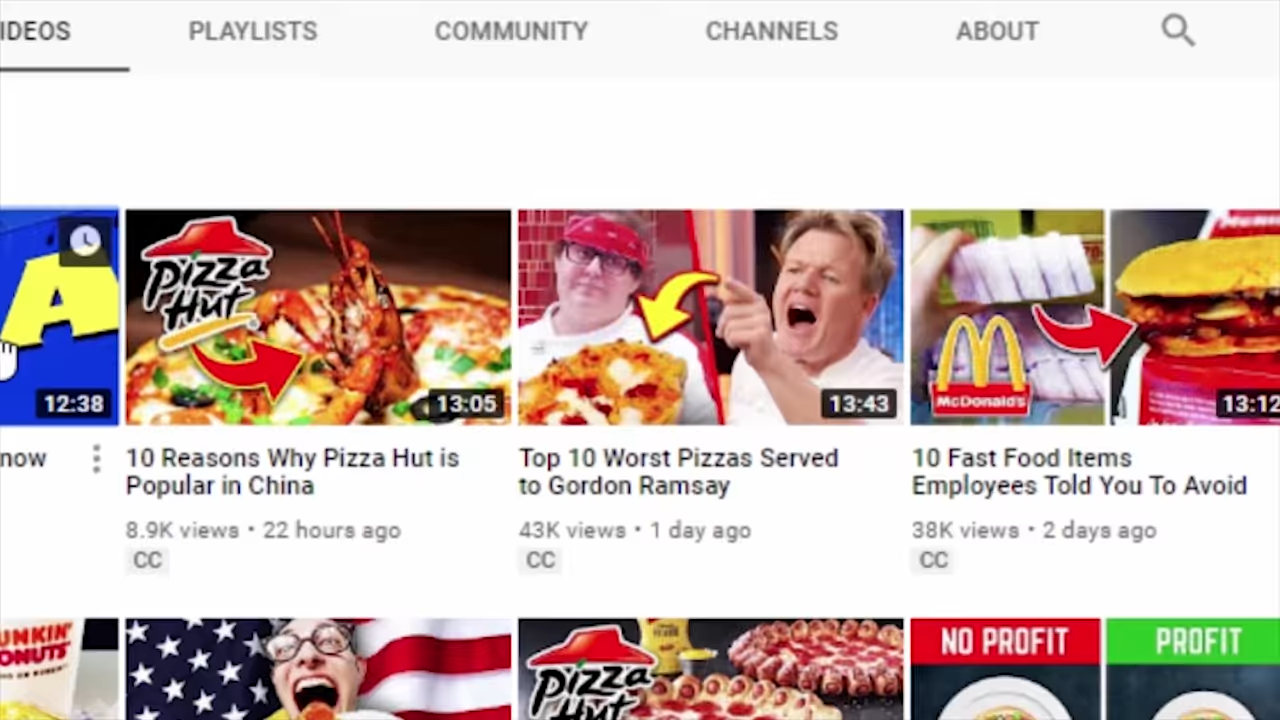 IDEOS
PLAYLISTS
COMMUNITY
CHANNELS
ABOUT
A
12:38
Pizza
Hut
13:05
13:43
McDonald's
13:12
now
10 Reasons Why Pizza Hut is
Popular in China
8.9K views • 22 hours ago
CC
Top 10 Worst Pizzas Served
to Gordon Ramsay
43K views • 1 day ago
CC
10 Fast Food Items
Employees Told You To Avoid
38K views • 2 days ago
CC
UNKIN'
ONUTS
Pizza
Hut
NO PROFIT
PROFIT